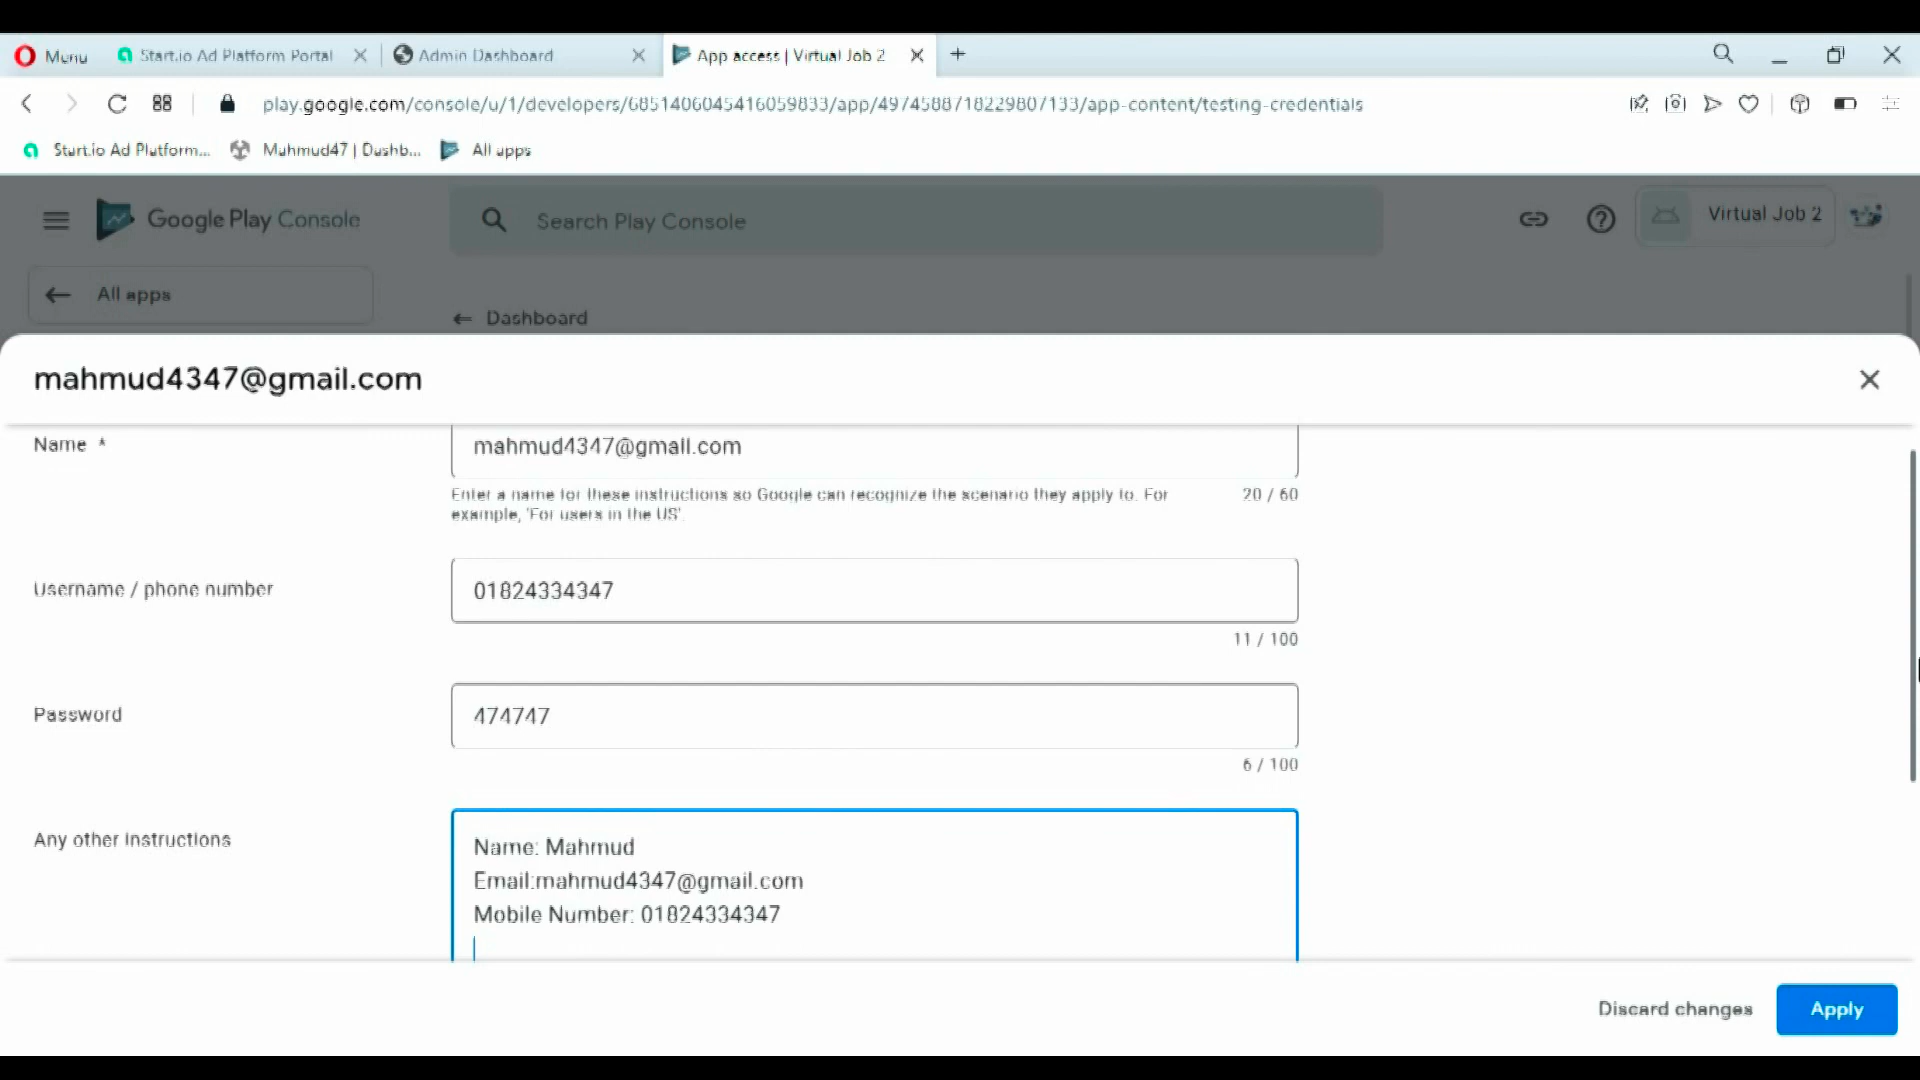 Menu
Start.io Ad Platform Portal
Admin Dashboard
App access | Virtual Job 2
play.google.com/console/u/1/developers/6851406045416059833/app/4974588718229807133/app-content/testing-credentials
Start.io Ad Platform...
Mahmud47 | Dashb...
All apps
Google Play Console
Search Play Console
Virtual Job 2
All apps
Dashboard
mahmud4347@gmail.com
Name *
mahmud4347@gmail.com
Enter a name for these instructions so Google can recognize the scenario they apply to. For
example, 'For users in the US'.
20 / 60
Username / phone number
01824334347
11 / 100
Password
474747
6 / 100
Any other instructions
Name: Mahmud
Email:mahmud4347@gmail.com
Mobile Number: 01824334347
Discard changes
Apply